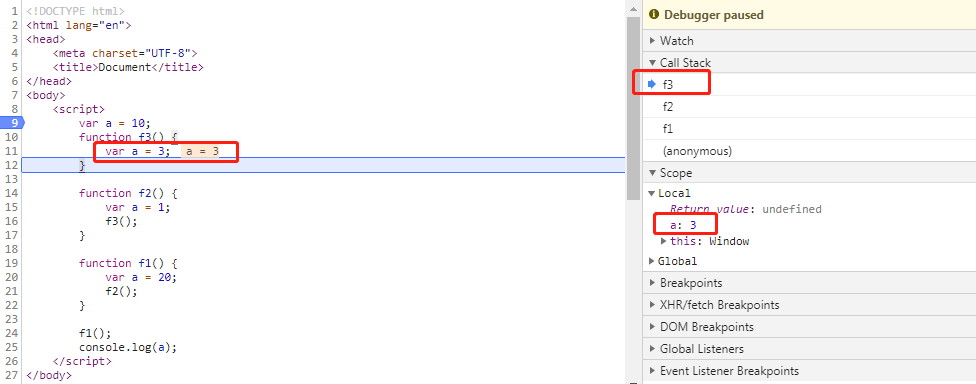 1 <!DOCTYPE html>
2 <html lang="en">
3 <head>
4     <meta charset="UTF-8">
5     <title>Document</title>
6 </head>
7 <body>
8     <script>
9         var a = 10;
10         function f3() {
11             var a = 3;  a = 3
12         }
13
14         function f2() {
15             var a = 1;
16             f3();
17         }
18
19         function f1() {
20             var a = 20;
21             f2();
22         }
23
24         f1();
25         console.log(a);
26     </script>
27 </body>
Debugger paused
Watch
Call Stack
f3
f2
f1
(anonymous)
Scope
Local
Return value: undefined
a: 3
this: Window
Global
Breakpoints
XHR/fetch Breakpoints
DOM Breakpoints
Global Listeners
Event Listener Breakpoints